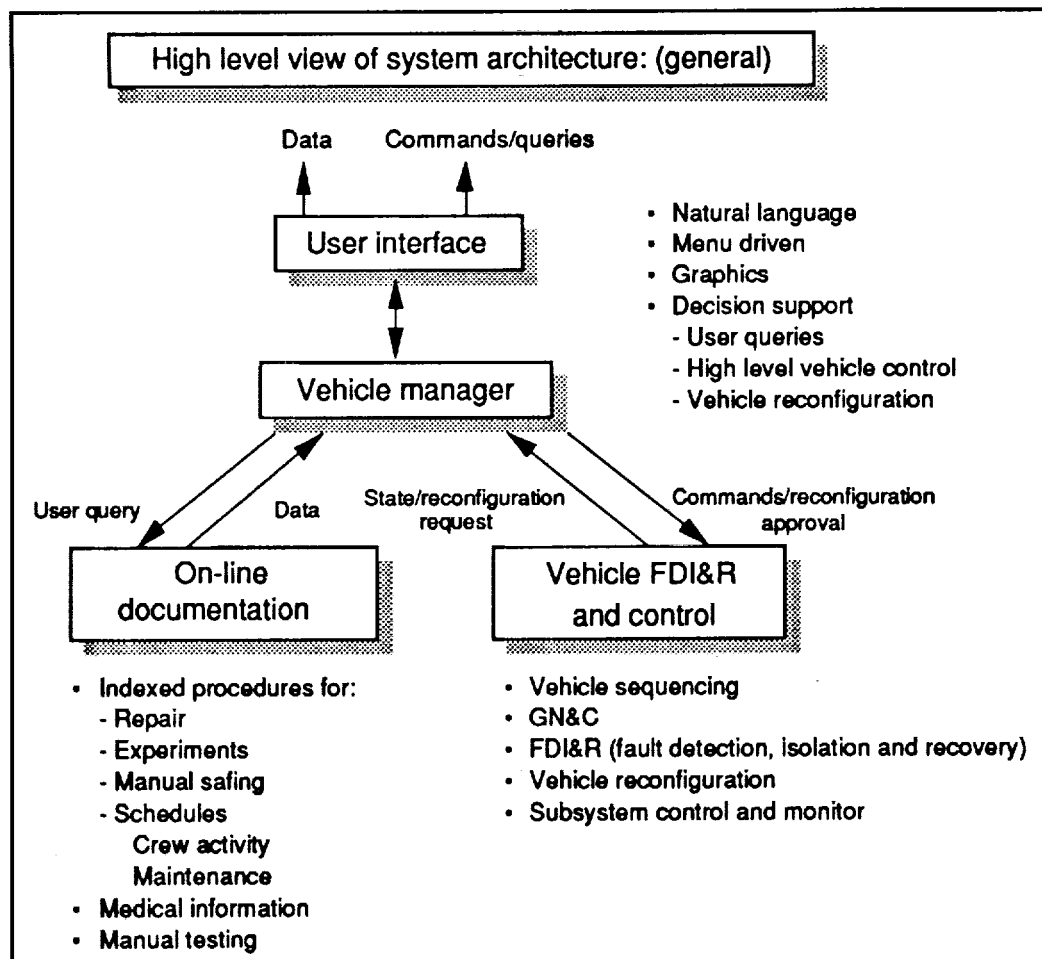 High level view of system architecture: (general)
Data Commands/queries
User interface
• Natural language
• Menu driven
• Graphics
• Decision support
- User queries
- High level vehicle control
- Vehicle reconfiguration
Vehicle manager
User query
Data
State/reconfiguration
request
Commands/reconfiguration
approval
On-line
documentation
Vehicle FDI&R
and control
• Indexed procedures for:
- Repair
- Experiments
- Manual safing
- Schedules
Crew activity
Maintenance
• Medical information
• Manual testing
• Vehicle sequencing
• GN&C
• FDI&R (fault detection, isolation and recovery)
• Vehicle reconfiguration
• Subsystem control and monitor